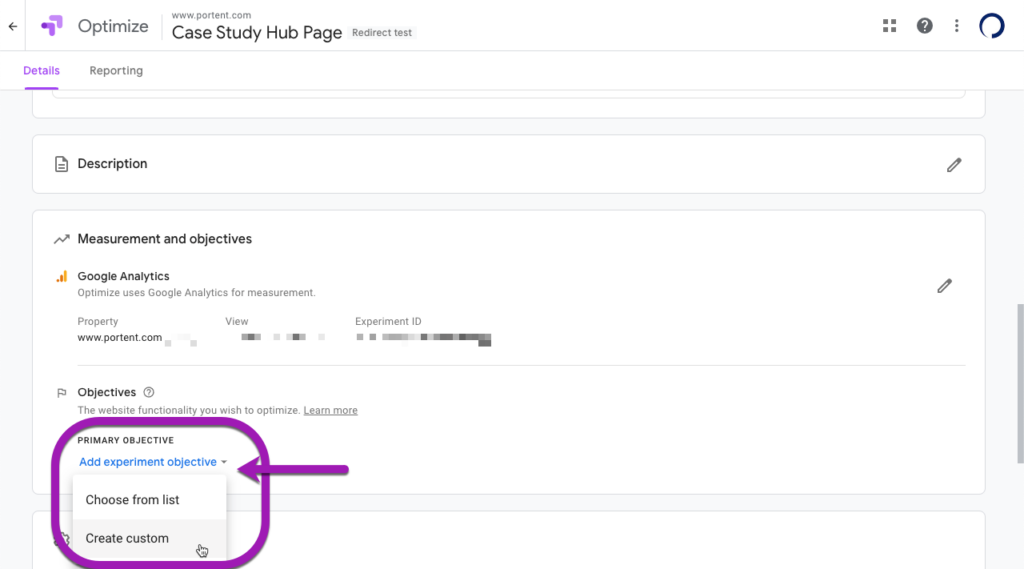 www.portent.com
Optimize
Case Study Hub Page Redirect test
Details Reporting
Description
Measurement and objectives
Google Analytics
Optimize uses Google Analytics for measurement.
Property View Experiment ID
www.portent.com
Objectives
The website functionality you wish to optimize. Learn more
PRIMARY OBJECTIVE
Add experiment objective
Choose from list
Create custom